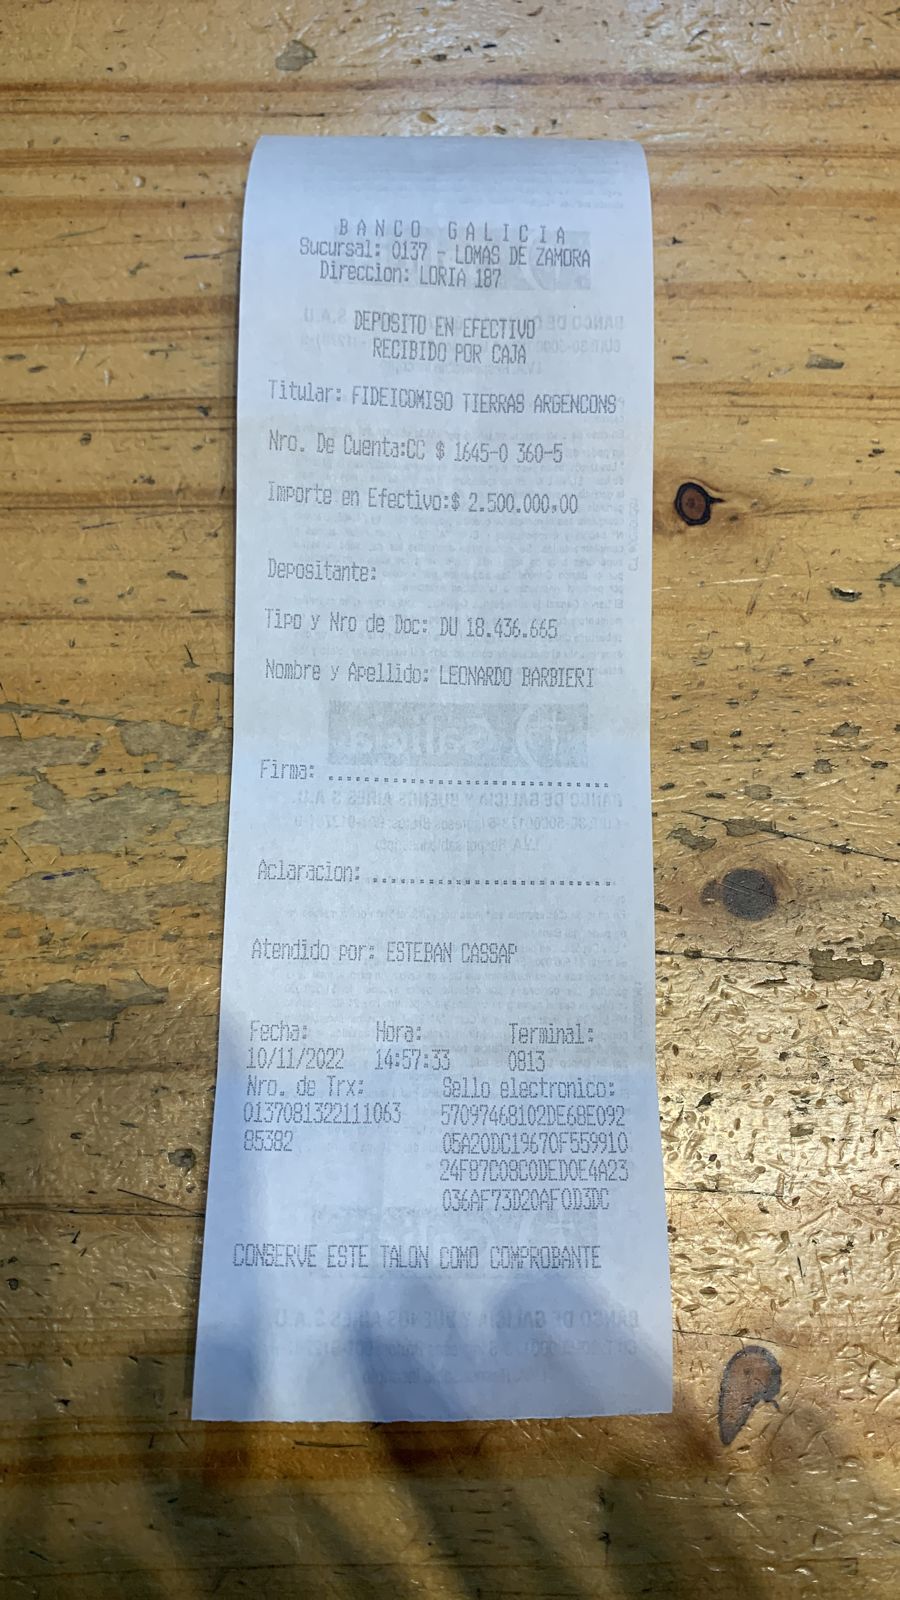 BANCO GALICIA
Sucursal: 0137 - LOMAS DE ZAMORA
Direccion: LORIA 187
DEPOSITO EN EFECTIVO
RECIBIDO POR CAJA
Titular: FIDEICOMISO TIERRAS ARGENCONS
Nro. De Cuenta:CC $ 1645-0 360-5
Importe en Efectivo:$ 2.500.000,00
Depositante:
Tipo y Nro de Doc: DU 18.436.665
Nombre y Apellido: LEONARDO BARBIERI
Firma: ................................
Aclaracion: ...........................
Atendido por: ESTEBAN CASSAP
Fecha: Hora: Terminal:
10/11/2022 14:57:33 0813
Nro. de Trx: Sello electronico:
0137081322111063 57097468102DE68E092
85382 05A20DC19670F559910
24F87C08C0DED0E4A23
036AF73D20AF0D3DC
CONSERVE ESTE TALON COMO COMPROBANTE